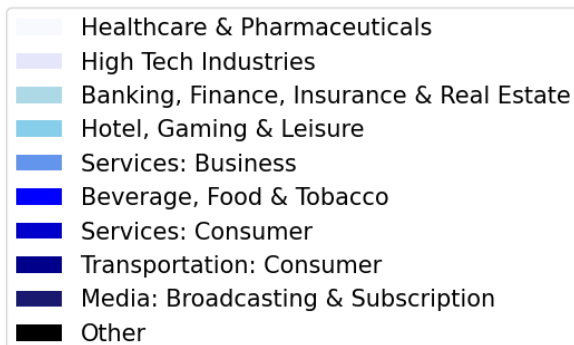 Healthcare & Pharmaceuticals
High Tech Industries
Banking, Finance, Insurance & Real Estate
Hotel, Gaming & Leisure
Services: Business
Beverage, Food & Tobacco
Services: Consumer
Transportation: Consumer
Media: Broadcasting & Subscription
Other